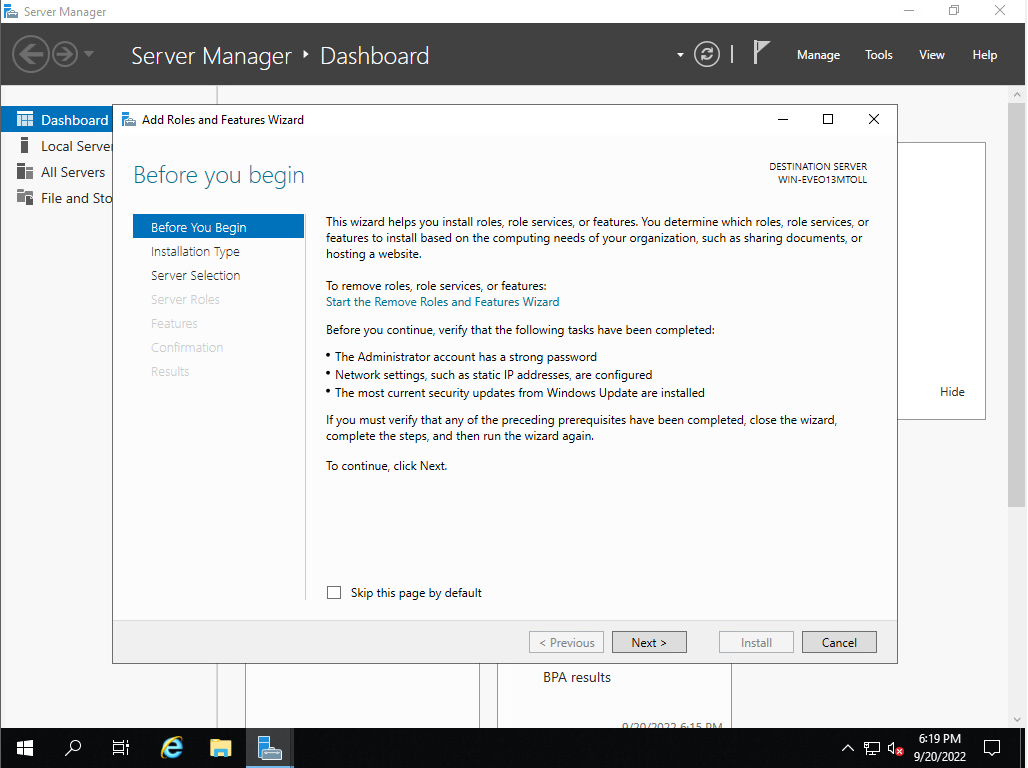 Server Manager
Server Manager • Dashboard
Manage Tools View Help
Dashboard
Local Server
All Servers
File and Sto
Add Roles and Features Wizard
Before you begin
DESTINATION SERVER
WIN-EVEO13MTOLL
Before You Begin
Installation Type
Server Selection
Server Roles
Features
Confirmation
Results
This wizard helps you install roles, role services, or features. You determine which roles, role services, or
features to install based on the computing needs of your organization, such as sharing documents, or
hosting a website.
To remove roles, role services, or features:
Start the Remove Roles and Features Wizard
Before you continue, verify that the following tasks have been completed:
• The Administrator account has a strong password
• Network settings, such as static IP addresses, are configured
• The most current security updates from Windows Update are installed
If you must verify that any of the preceding prerequisites have been completed, close the wizard,
complete the steps, and then run the wizard again.
To continue, click Next.
Skip this page by default
< Previous
Next >
Install
Cancel
Hide
BPA results
9/20/2022 6:15 PM
6:19 PM
9/20/2022